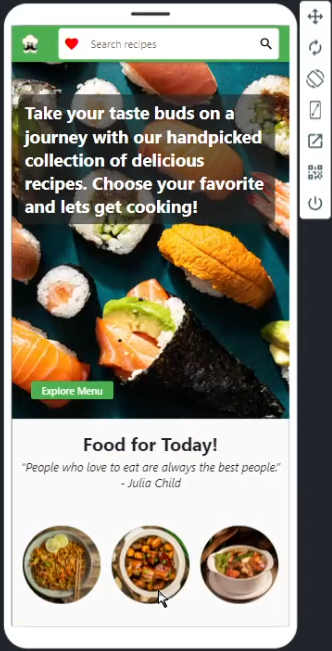 Search recipes
Take your taste buds on a
journey with our handpicked
collection of delicious
recipes. Choose your favorite
and lets get cooking!
Explore Menu
Food for Today!
"People who love to eat are always the best people."
- Julia Child